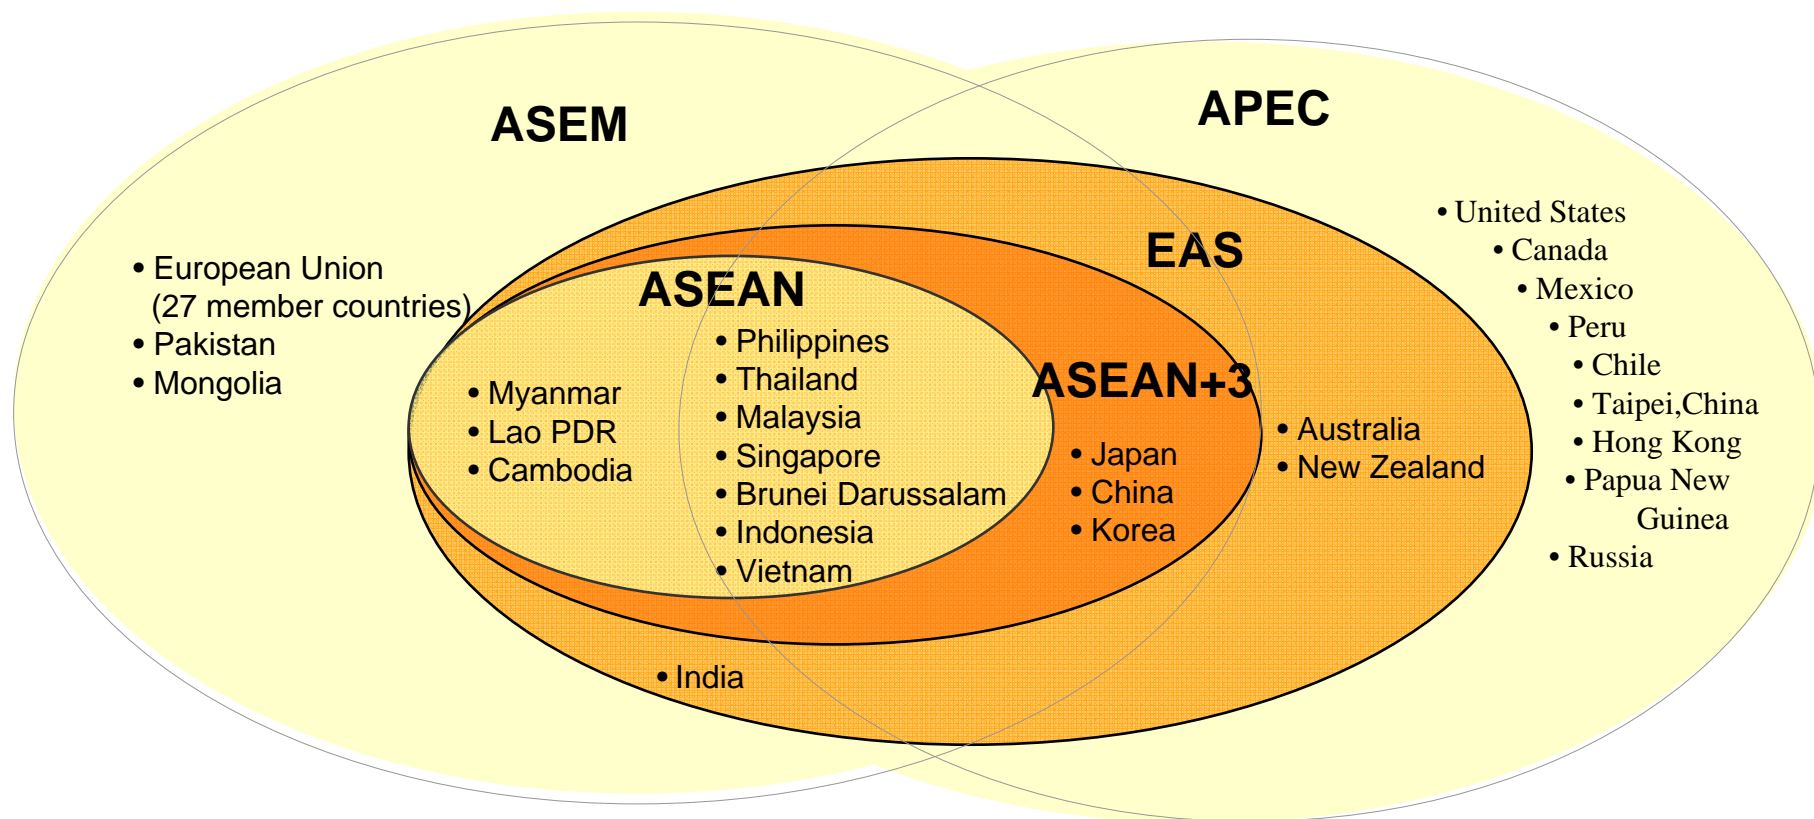 ASEM
APEC
• European Union
(27 member countries)
• Pakistan
• Mongolia
ASEAN
• Myanmar
• Lao PDR
• Cambodia
• Philippines
• Thailand
• Malaysia
• Singapore
• Brunei Darussalam
• Indonesia
• Vietnam
ASEAN+3
• Japan
• China
• Korea
EAS
• Australia
• New Zealand
• India
• United States
• Canada
• Mexico
• Peru
• Chile
• Taipei,China
• Hong Kong
• Papua New
Guinea
• Russia